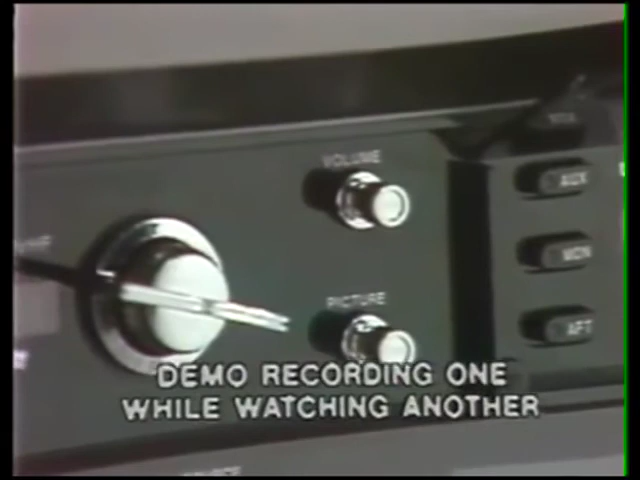 VOLUME
AUX
MON
PICTURE
AFT
DEMO RECORDING ONE
WHILE WATCHING ANOTHER